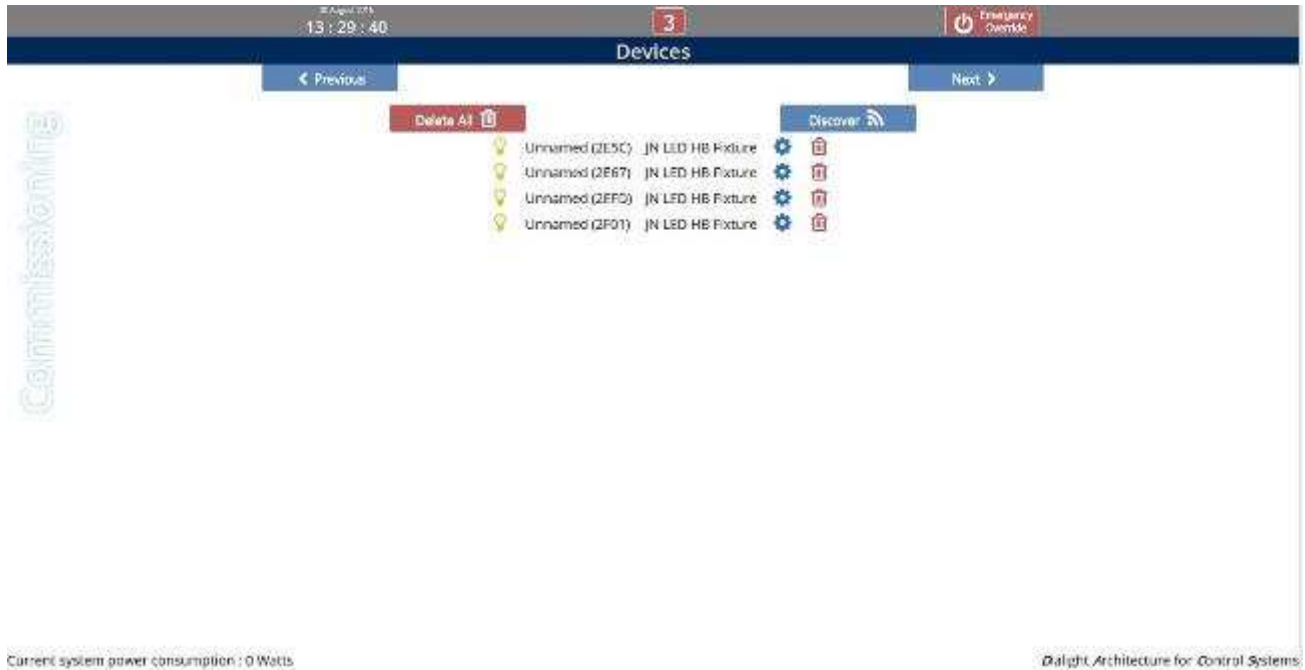 13 : 29 : 40
3
Emergency
Override
Devices
Previous
Next
Delete All
Discover
Commissioning
Unnamed (2E5C) JN LED HB Fixture
Unnamed (2E67) JN LED HB Fixture
Unnamed (2EFD) JN LED HB Fixture
Unnamed (2F01) JN LED HB Fixture
Current system power consumption : 0 Watts
Dialight Architecture for Control Systems